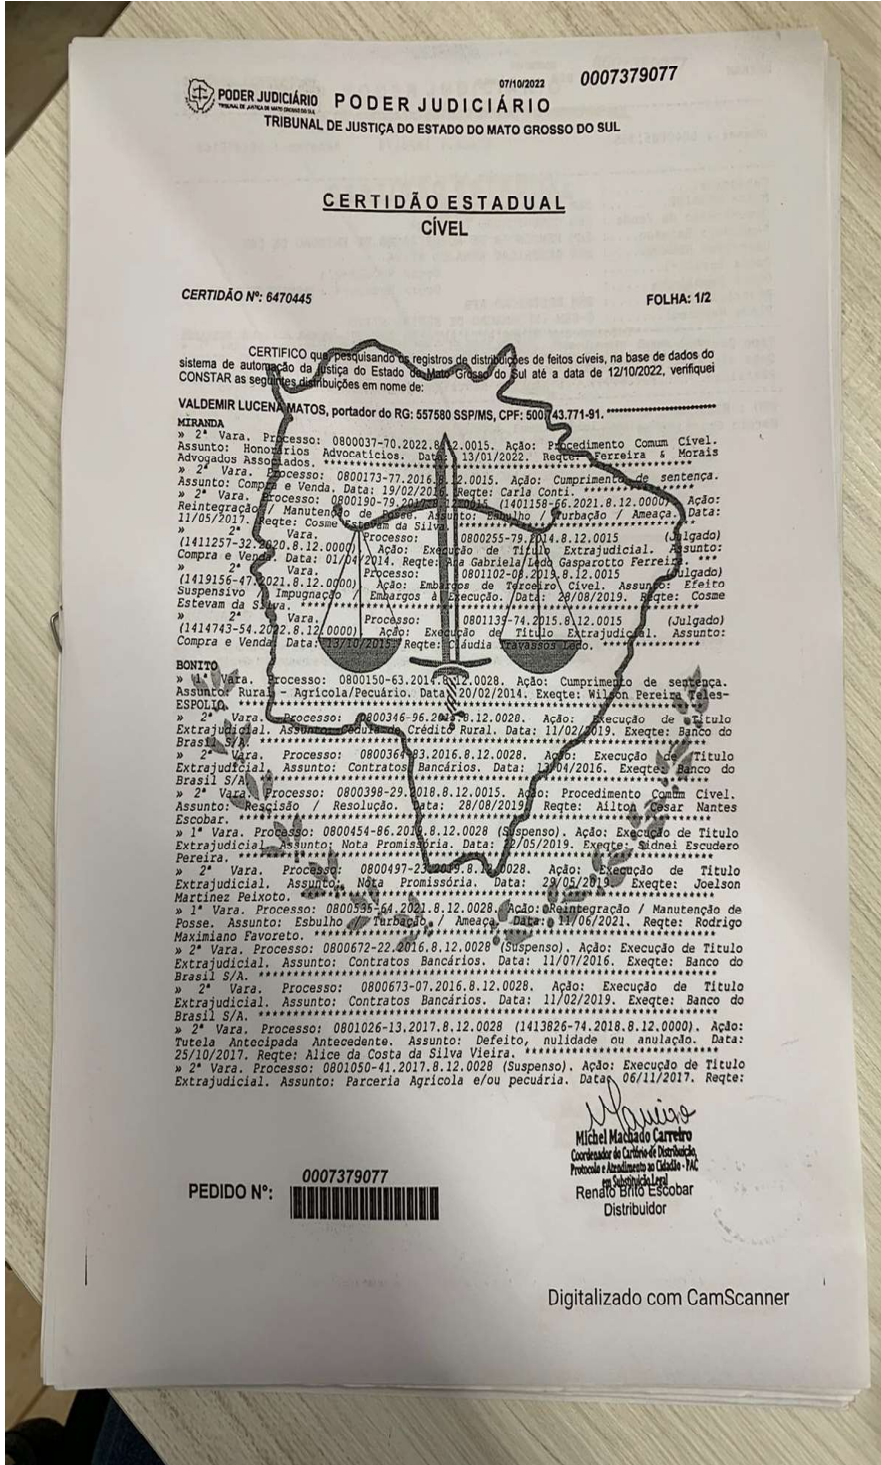 07/10/2022 0007379077
PODER JUDICIÁRIO PODER JUDICIÁRIO
TRIBUNAL DE JUSTIÇA DO ESTADO DO MATO GROSSO DO SUL
CERTIDÃO ESTADUAL
CÍVEL
CERTIDÃO Nº: 6470445 FOLHA: 1/2
CERTIFICO que, pesquisando os registros de distribuições de feitos cíveis, na base de dados do
sistema de automação da Justiça do Estado do Mato Grosso do Sul até a data de 12/10/2022, verifiquei
CONSTAR as seguintes distribuições em nome de:
VALDEMIR LUCENA MATOS, portador do RG: 557580 SSP/MS, CPF: 500. 43.771-91. **********************
MIRANDA
» 2ª Vara. Processo: 0800037-70.2022.8.12.0015. Ação: Procedimento Comum Cível.
Assunto: Honorários Advocatícios. Data: 13/01/2022. Reqte: Ferreira & Morais
Advogados Associados. ****************************************************
» 2ª Vara. Processo: 0800173-77.2016.8.12.0015. Ação: Cumprimento de sentença.
Assunto: Compra e Venda. Data: 19/02/2016. Reqte: Carla Conti. ******************
» 2ª Vara. Processo: 0800190-79.2017.8.12.0015 (1401158-66.2021.8.12.0000). Ação:
Reintegração / Manutenção de Posse. Assunto: Esbulho / Turbação / Ameaça. Data:
11/05/2017. Reqte: Cosme Estevam da Silva. **********************************
» 2ª Vara. Processo: 0800255-79.2014.8.12.0015 (Julgado)
(1411257-32.2020.8.12.0000). Ação: Execução de Título Extrajudicial. Assunto:
Compra e Venda. Data: 01/04/2014. Reqte: Ana Gabriela Ledo Gasparotto Ferreira. ***
» 2ª Vara. Processo: 0801102-08.2019.8.12.0015 (Julgado)
(1419156-47.2021.8.12.0000). Ação: Embargos de Terceiro Cível. Assunto: Efeito
Suspensivo / Impugnação / Embargos à Execução. Data: 28/08/2019. Reqte: Cosme
Estevam da Silva. *******************************************************
» 2ª Vara. Processo: 0801139-74.2015.8.12.0015 (Julgado)
(1414743-54.2022.8.12.0000). Ação: Execução de Título Extrajudicial. Assunto:
Compra e Venda. Data: 13/10/2015. Reqte: Cláudia Travassos Ledo. ***************
BONITO
» 1ª Vara. Processo: 0800150-63.2014.8.12.0028. Ação: Cumprimento de sentença.
Assunto: Rural - Agrícola/Pecuário. Data: 20/02/2014. Exeqte: Wilson Pereira Teles-
ESPOLIO. ****************************************************************
» 2ª Vara. Processo: 0800346-96.201 .8.12.0028. Ação: Execução de Título
Extrajudicial. Assunto: Cédula de Crédito Rural. Data: 11/02/2019. Exeqte: Banco do
Brasil S/A. *************************************************************
» 2ª Vara. Processo: 0800364-83.2016.8.12.0028. Ação: Execução de Título
Extrajudicial. Assunto: Contratos Bancários. Data: 13/04/2016. Exeqte: Banco do
Brasil S/A. *************************************************************
» 2ª Vara. Processo: 0800398-29.2018.8.12.0015. Ação: Procedimento Comum Cível.
Assunto: Rescisão / Resolução. Data: 28/08/2019. Reqte: Ailton Cesar Nantes
Escobar. ****************************************************************
» 1ª Vara. Processo: 0800454-86.2019.8.12.0028 (Suspenso). Ação: Execução de Título
Extrajudicial. Assunto: Nota Promissória. Data: 22/05/2019. Exeqte: Sidnei Escudero
Pereira. ****************************************************************
» 2ª Vara. Processo: 0800497-23.2019.8.12.0028. Ação: Execução de Título
Extrajudicial. Assunto: Nota Promissória. Data: 29/05/2019. Exeqte: Joelson
Martinez Peixoto. *******************************************************
» 1ª Vara. Processo: 0800535-64.2021.8.12.0028. Ação: Reintegração / Manutenção de
Posse. Assunto: Esbulho / Turbação / Ameaça. Data: 11/06/2021. Reqte: Rodrigo
Maximiano Favoreto. *****************************************************
» 2ª Vara. Processo: 0800672-22.2016.8.12.0028 (Suspenso). Ação: Execução de Título
Extrajudicial. Assunto: Contratos Bancários. Data: 11/07/2016. Exeqte: Banco do
Brasil S/A. *************************************************************
» 2ª Vara. Processo: 0800673-07.2016.8.12.0028. Ação: Execução de Título
Extrajudicial. Assunto: Contratos Bancários. Data: 11/02/2019. Exeqte: Banco do
Brasil S/A. *************************************************************
» 2ª Vara. Processo: 0801026-13.2017.8.12.0028 (1413826-74.2018.8.12.0000). Ação:
Tutela Antecipada Antecedente. Assunto: Defeito, nulidade ou anulação. Data:
25/10/2017. Reqte: Alice da Costa da Silva Vieira. ****************************
» 2ª Vara. Processo: 0801050-41.2017.8.12.0028 (Suspenso). Ação: Execução de Título
Extrajudicial. Assunto: Parceria Agrícola e/ou pecuária. Data: 06/11/2017. Reqte:
Michel Machado Carreiro
Coordenador do Cartório de Distribuição,
Protocolo e Atendimento ao Cidadão - PAC
em Substituição Legal
Renato Brito Escobar
Distribuidor
PEDIDO Nº: 0007379077
Digitalizado com CamScanner